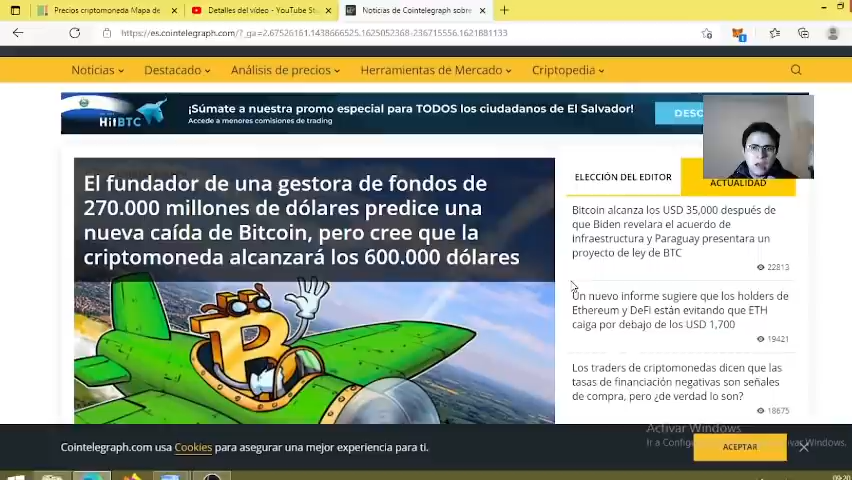 Precios criptomoneda Mapa de
Detalles del vídeo - YouTube St
Noticias de Cointelegraph sobre
https://es.cointelegraph.com/?_ga=2.67526161.1438666525.1625052368-236715556.1621881133
Noticias
Destacado
Análisis de precios
Herramientas de Mercado
Criptopedia
HitBTC
¡Súmate a nuestra promo especial para TODOS los ciudadanos de El Salvador!
Accede a menores comisiones de trading
DESC
El fundador de una gestora de fondos de
270.000 millones de dólares predice una
nueva caída de Bitcoin, pero cree que la
criptomoneda alcanzará los 600.000 dólares
ELECCIÓN DEL EDITOR
ACTUALIDAD
Bitcoin alcanza los USD 35,000 después de
que Biden revelara el acuerdo de
infraestructura y Paguay presentara un
proyecto de ley de BTC
22813
Un nuevo informe sugiere que los holders de
Ethereum y DeFi están evitando que ETH
caiga por debajo de los USD 1,700
19421
Los traders de criptomonedas dicen que las
tasas de financiación negativas son señales
de compra, pero ¿de verdad lo son?
18675
Activar Windows
Ir a Config
var Windows.
Cointelegraph.com usa Cookies para asegurar una mejor experiencia para ti.
ACEPTAR
09:20